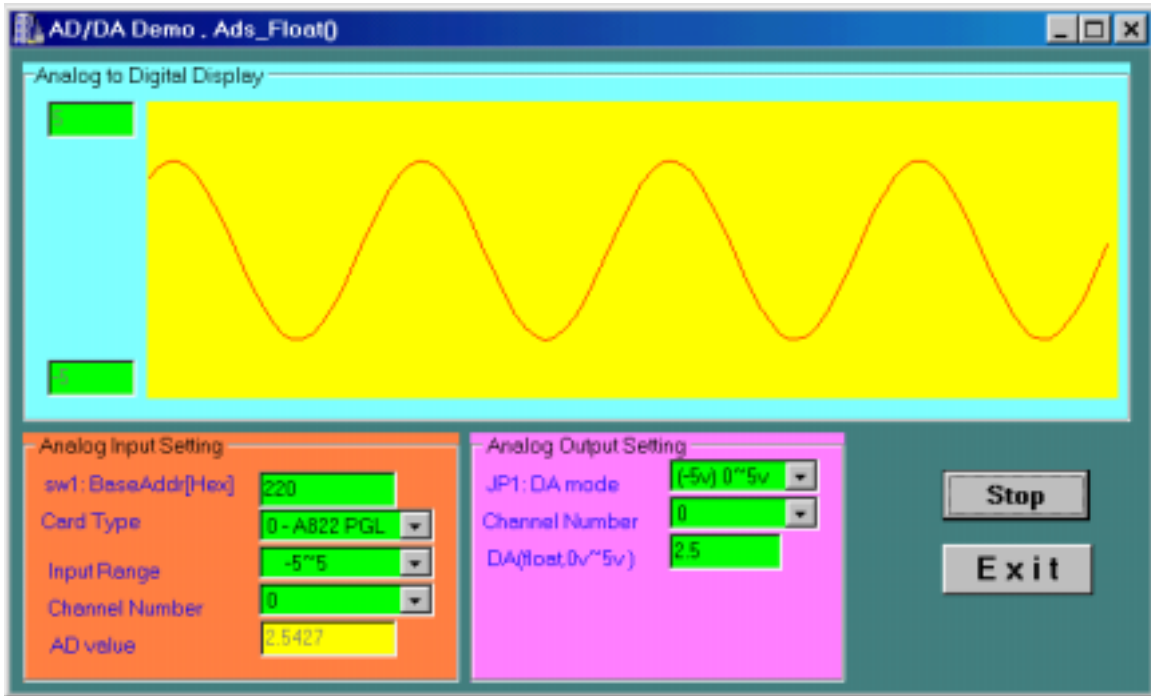 AD/DA Demo . Ads_Float()
Analog to Digital Display
5
-5
Analog Input Setting
sw1: BaseAddr[Hex]
220
Card Type
0 - A822 PGL
Input Range
-5~5
Channel Number
0
AD value
2.5427
Analog Output Setting
JP1: DA mode
(-5v) 0~5v
Channel Number
0
DA(float,0v~5v )
2.5
Stop
Exit